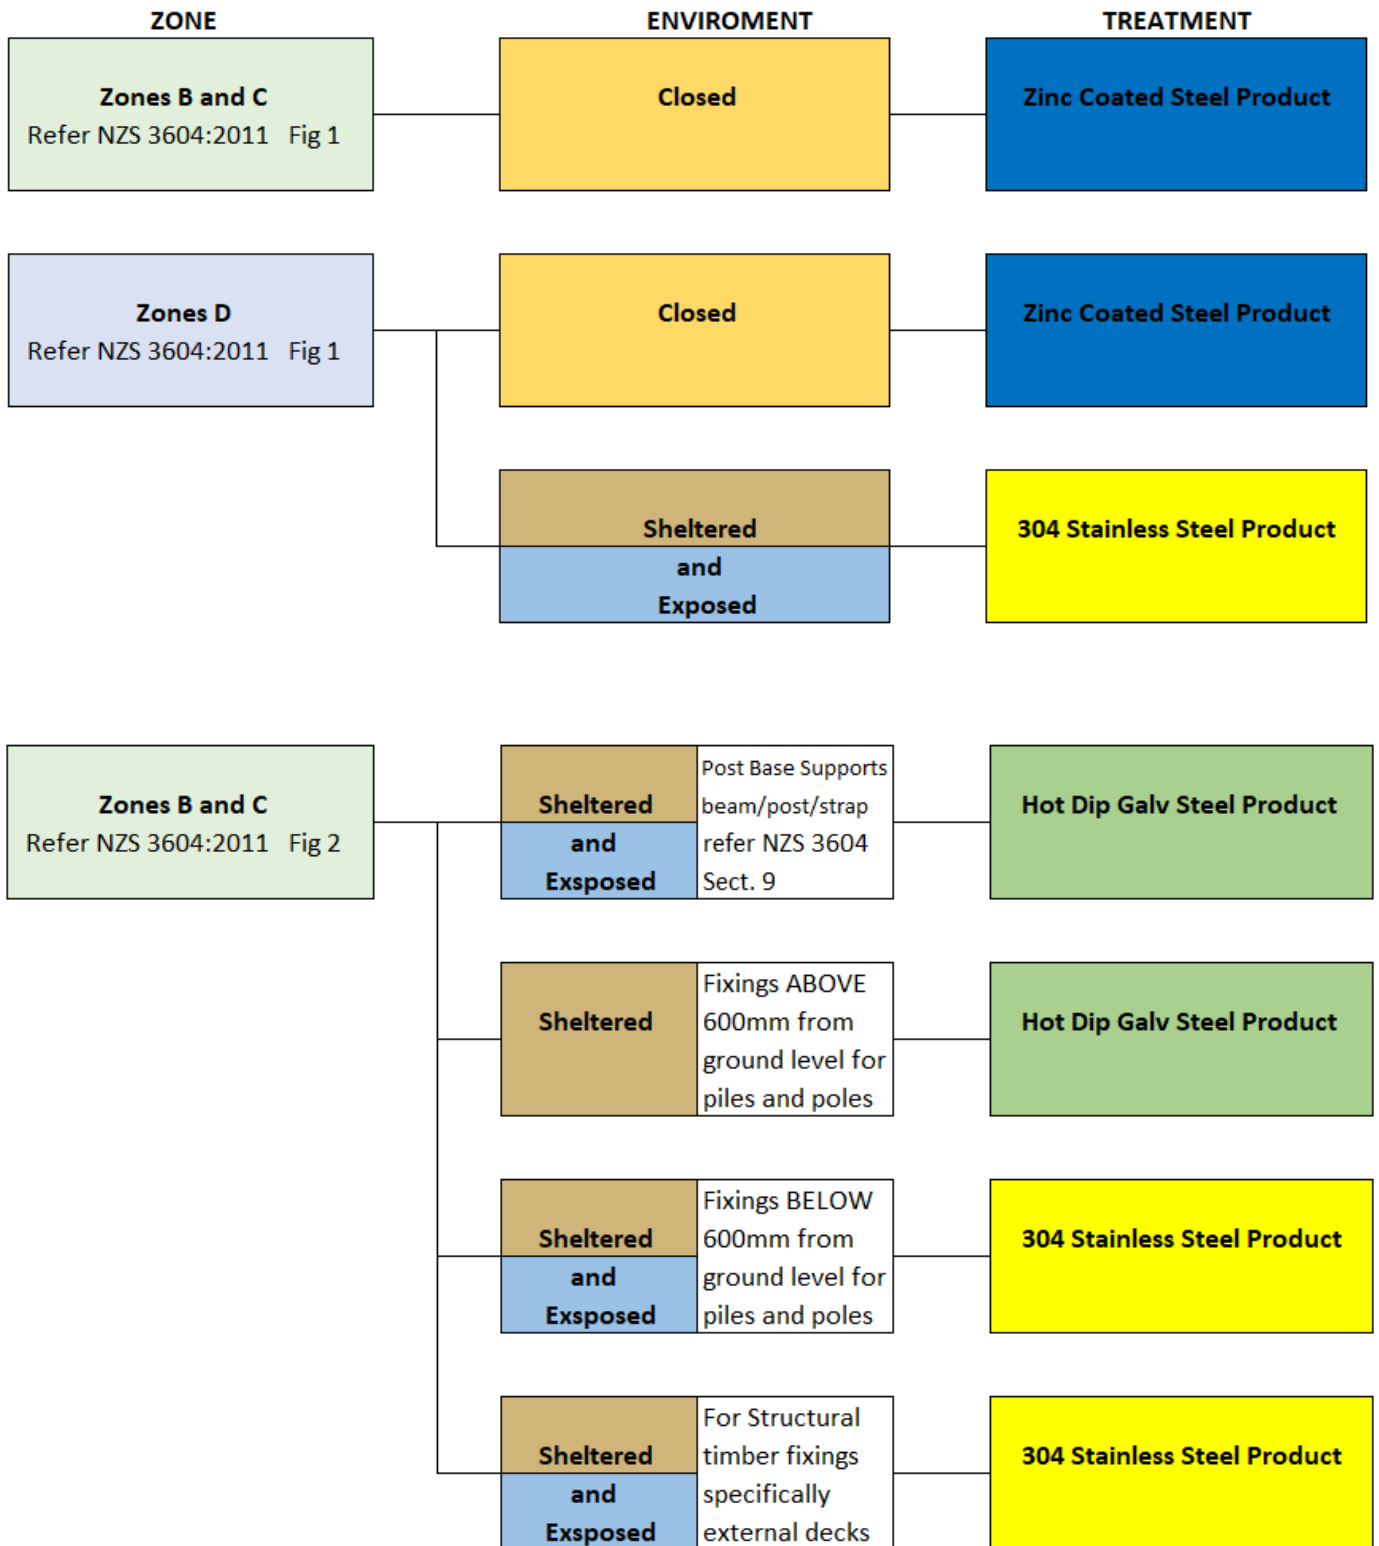 ZONE ENVIROMENT TREATMENT
Zones B and C
Refer NZS 3604:2011 Fig 1
Closed
Zinc Coated Steel Product
Zones D
Refer NZS 3604:2011 Fig 1
Closed
Zinc Coated Steel Product
Sheltered
and
Exposed
304 Stainless Steel Product
Zones B and C
Refer NZS 3604:2011 Fig 2
Sheltered
and
Exsposed
Post Base Supports
beam/post/strap
refer NZS 3604
Sect. 9
Hot Dip Galv Steel Product
Sheltered
Fixings ABOVE
600mm from
ground level for
piles and poles
Hot Dip Galv Steel Product
Sheltered
and
Exsposed
Fixings BELOW
600mm from
ground level for
piles and poles
304 Stainless Steel Product
Sheltered
and
Exsposed
For Structural
timber fixings
specifically
external decks
304 Stainless Steel Product